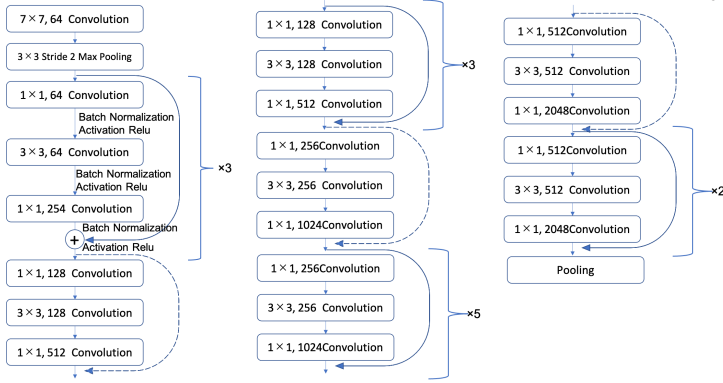 7×7, 64 Convolution
3×3 Stride 2 Max Pooling
1×1, 64 Convolution
Batch Normalization
Activation Relu
3×3, 64 Convolution
Batch Normalization
Activation Relu
1×1, 254 Convolution
Batch Normalization
+
Activation Relu
×3
1×1, 128 Convolution
3×3, 128 Convolution
1×1, 512 Convolution
1×1, 128 Convolution
3×3, 128 Convolution
1×1, 512 Convolution
×3
1×1, 256Convolution
3×3, 256 Convolution
1×1, 1024Convolution
1×1, 256Convolution
3×3, 256 Convolution
1×1, 1024Convolution
×5
1×1, 512Convolution
3×3, 512 Convolution
1×1, 2048Convolution
1×1, 512Convolution
3×3, 512 Convolution
1×1, 2048Convolution
×2
Pooling